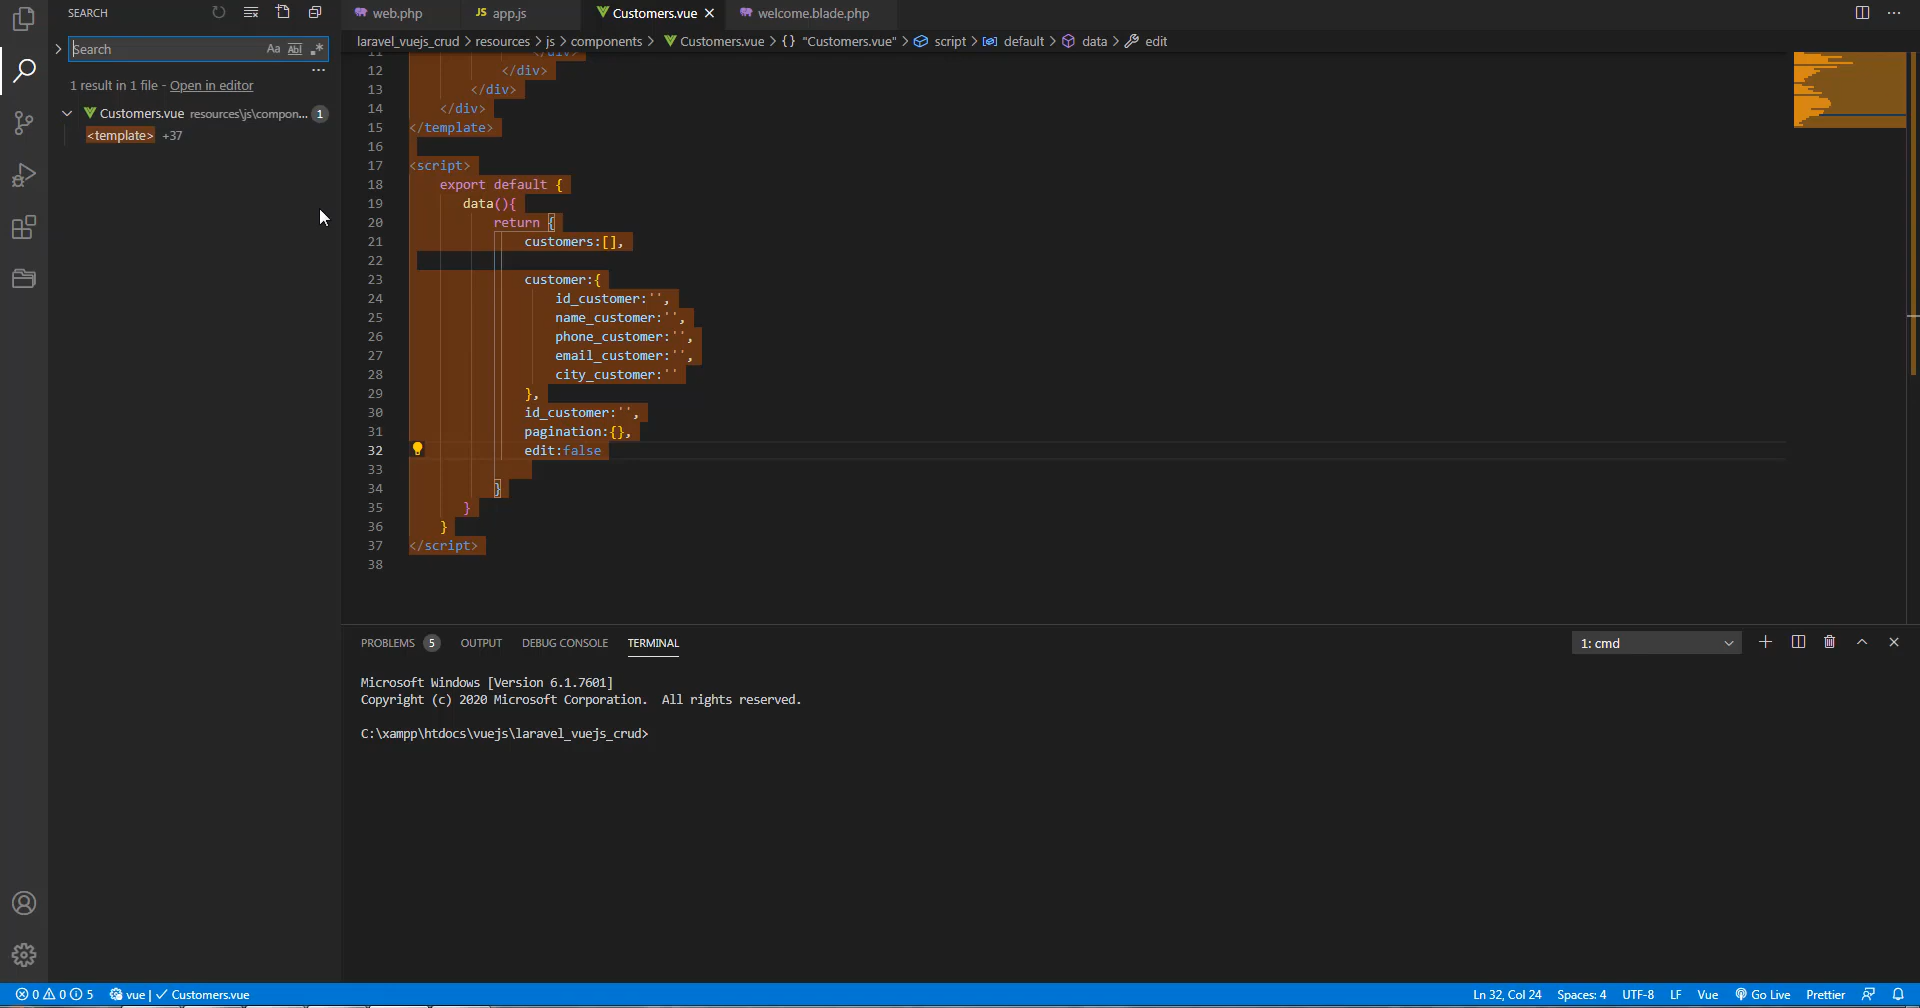 SEARCH
Search
Aa Abl .*
1 result in 1 file - Open in editor
Customers.vue resources\js\compon... 1
<template> +37
web.php
JS app.js
Customers.vue
welcome.blade.php
laravel_vuejs_crud > resources > js > components > Customers.vue > {} "Customers.vue" > script > default > data > edit
12 </div>
13 </div>
14 </div>
15 </template>
16
17 <script>
18 export default {
19 data(){
20 return {
21 customers:[],
22
23 customer:{
24 id_customer:'',
25 name_customer:'',
26 phone_customer:'',
27 email_customer:'',
28 city_customer:''
29 },
30 id_customer:'',
31 pagination:{},
32 edit:false
33
34 }
35 }
36 }
37 </script>
38
PROBLEMS 5 OUTPUT DEBUG CONSOLE TERMINAL
1: cmd
Microsoft Windows [Version 6.1.7601]
Copyright (c) 2020 Microsoft Corporation. All rights reserved.
C:\xampp\htdocs\vuejs\laravel_vuejs_crud>
0 0 5 vue | ✓ Customers.vue
Ln 32, Col 24 Spaces: 4 UTF-8 LF Vue Go Live Prettier